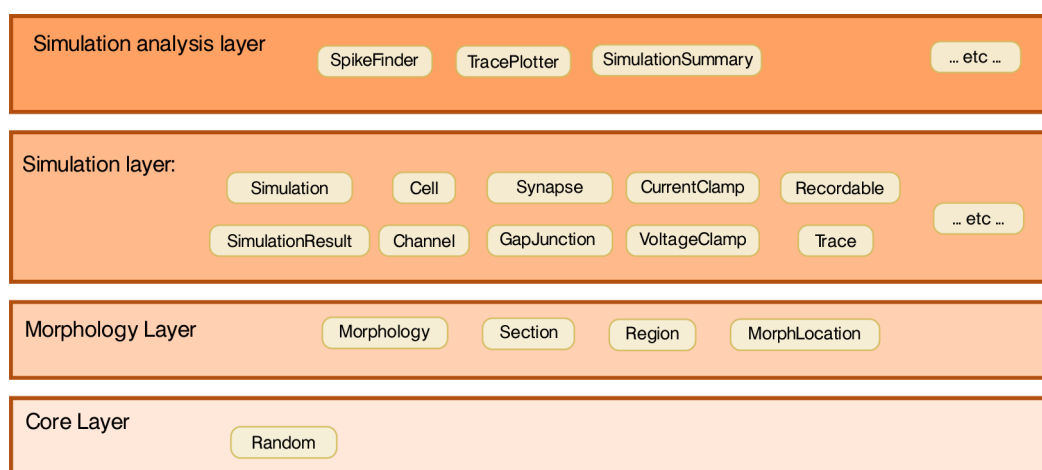 Simulation analysis layer
SpikeFinder TracePlotter SimulationSummary ... etc ...
Simulation layer:
Simulation Cell Synapse CurrentClamp Recordable
... etc ...
SimulationResult Channel GapJunction VoltageClamp Trace
Morphology Layer Morphology Section Region MorphLocation
Core Layer
Random